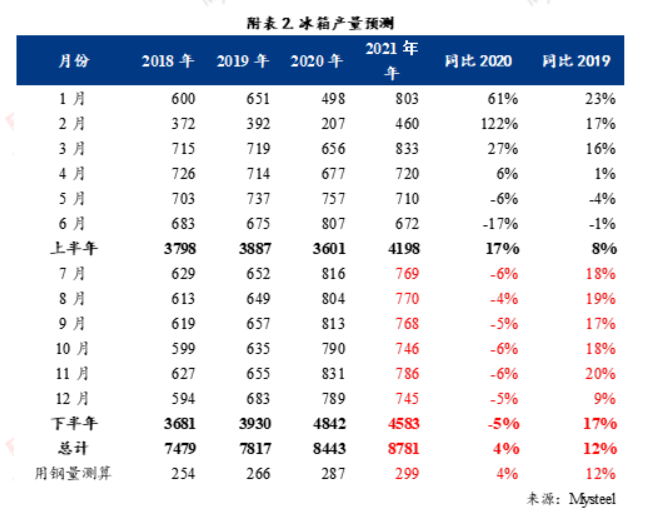 附表2.冰箱产量预测
月份 2018 年 2019 年 2020 年 2021 年年 同比 2020 同比 2019
1 月 600 651 498 803 61% 23%
2 月 372 392 207 460 122% 17%
3 月 715 719 656 833 27% 16%
4 月 726 714 677 720 6% 1%
5 月 703 737 757 710 -6% -4%
6 月 683 675 807 672 -17% -1%
上半年 3798 3887 3601 4198 17% 8%
7 月 629 652 816 769 -6% 18%
8 月 613 649 804 770 -4% 19%
9 月 619 657 813 768 -5% 17%
10 月 599 635 790 746 -6% 18%
11 月 627 655 831 786 -6% 20%
12 月 594 683 789 745 -5% 9%
下半年 3681 3930 4842 4583 -5% 17%
总计 7479 7817 8443 8781 4% 12%
用钢量测算 254 266 287 299 4% 12%
来源：Mysteel